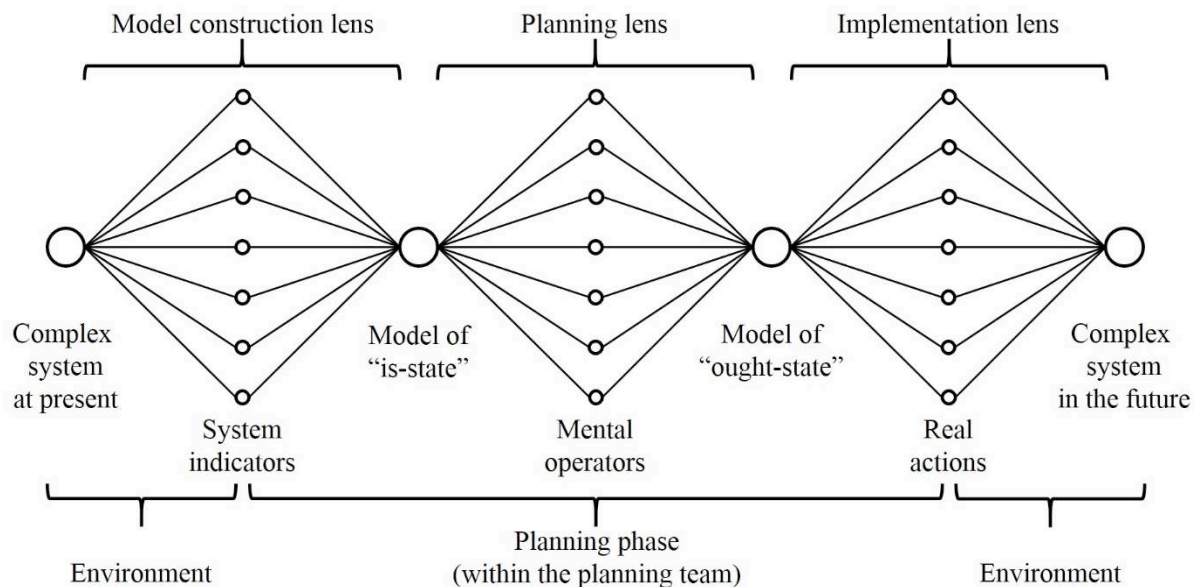 Model construction lens
Planning lens
Implementation lens
Complex
system
at present
Model of
“is-state”
Model of
“ought-state”
Complex
system
in the future
System
indicators
Mental
operators
Real
actions
Environment
Planning phase
(within the planning team)
Environment